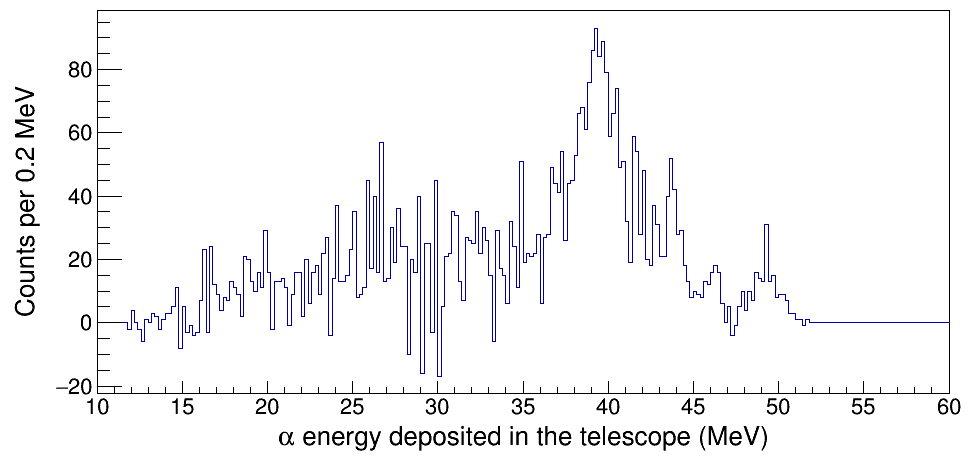 Counts per 0.2 MeV
80
60
40
20
0
−20
10 15 20 25 30 35 40 45 50 55 60
α energy deposited in the telescope (MeV)